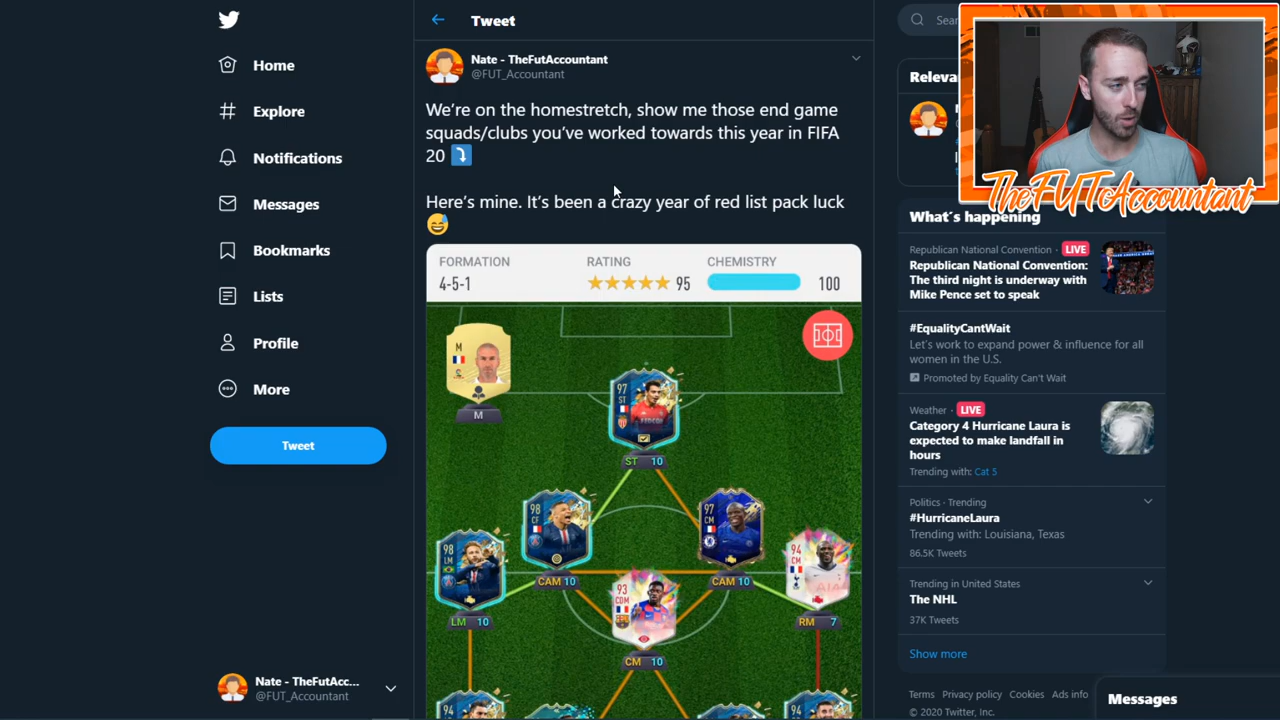 Home
Explore
Notifications
Messages
Bookmarks
Lists
Profile
More
Tweet
Nate - TheFutAcc...
@FUT_Accountant
Tweet
Nate - TheFutAccountant
@FUT_Accountant
We're on the homestretch, show me those end game
squads/clubs you've worked towards this year in FIFA
20 ⤵️
Here's mine. It's been a crazy year of red list pack luck
😅
FORMATION
4-5-1
RATING
95
CHEMISTRY
100
M
M
97
ST
ST 10
98
CF
CAM 10
97
CM
CAM 10
98
LM
LM 10
93
CDM
CM 10
94
CM
RM 7
94
94
Sea
Releva
TheFUTAccountant
What's happening
Republican National Convention · LIVE
Republican National Convention:
The third night is underway with
Mike Pence set to speak
#EqualityCantWait
Let's work to expand power & influence for all
women in the U.S.
Promoted by Equality Can't Wait
Weather · LIVE
Category 4 Hurricane Laura is
expected to make landfall in
hours
Trending with: Cat 5
Politics · Trending
#HurricaneLaura
Trending with: Louisiana, Texas
86.5K Tweets
Trending in United States
The NHL
37K Tweets
Show more
Terms Privacy policy Cookies Ads info
© 2020 Twitter, Inc.
Messages